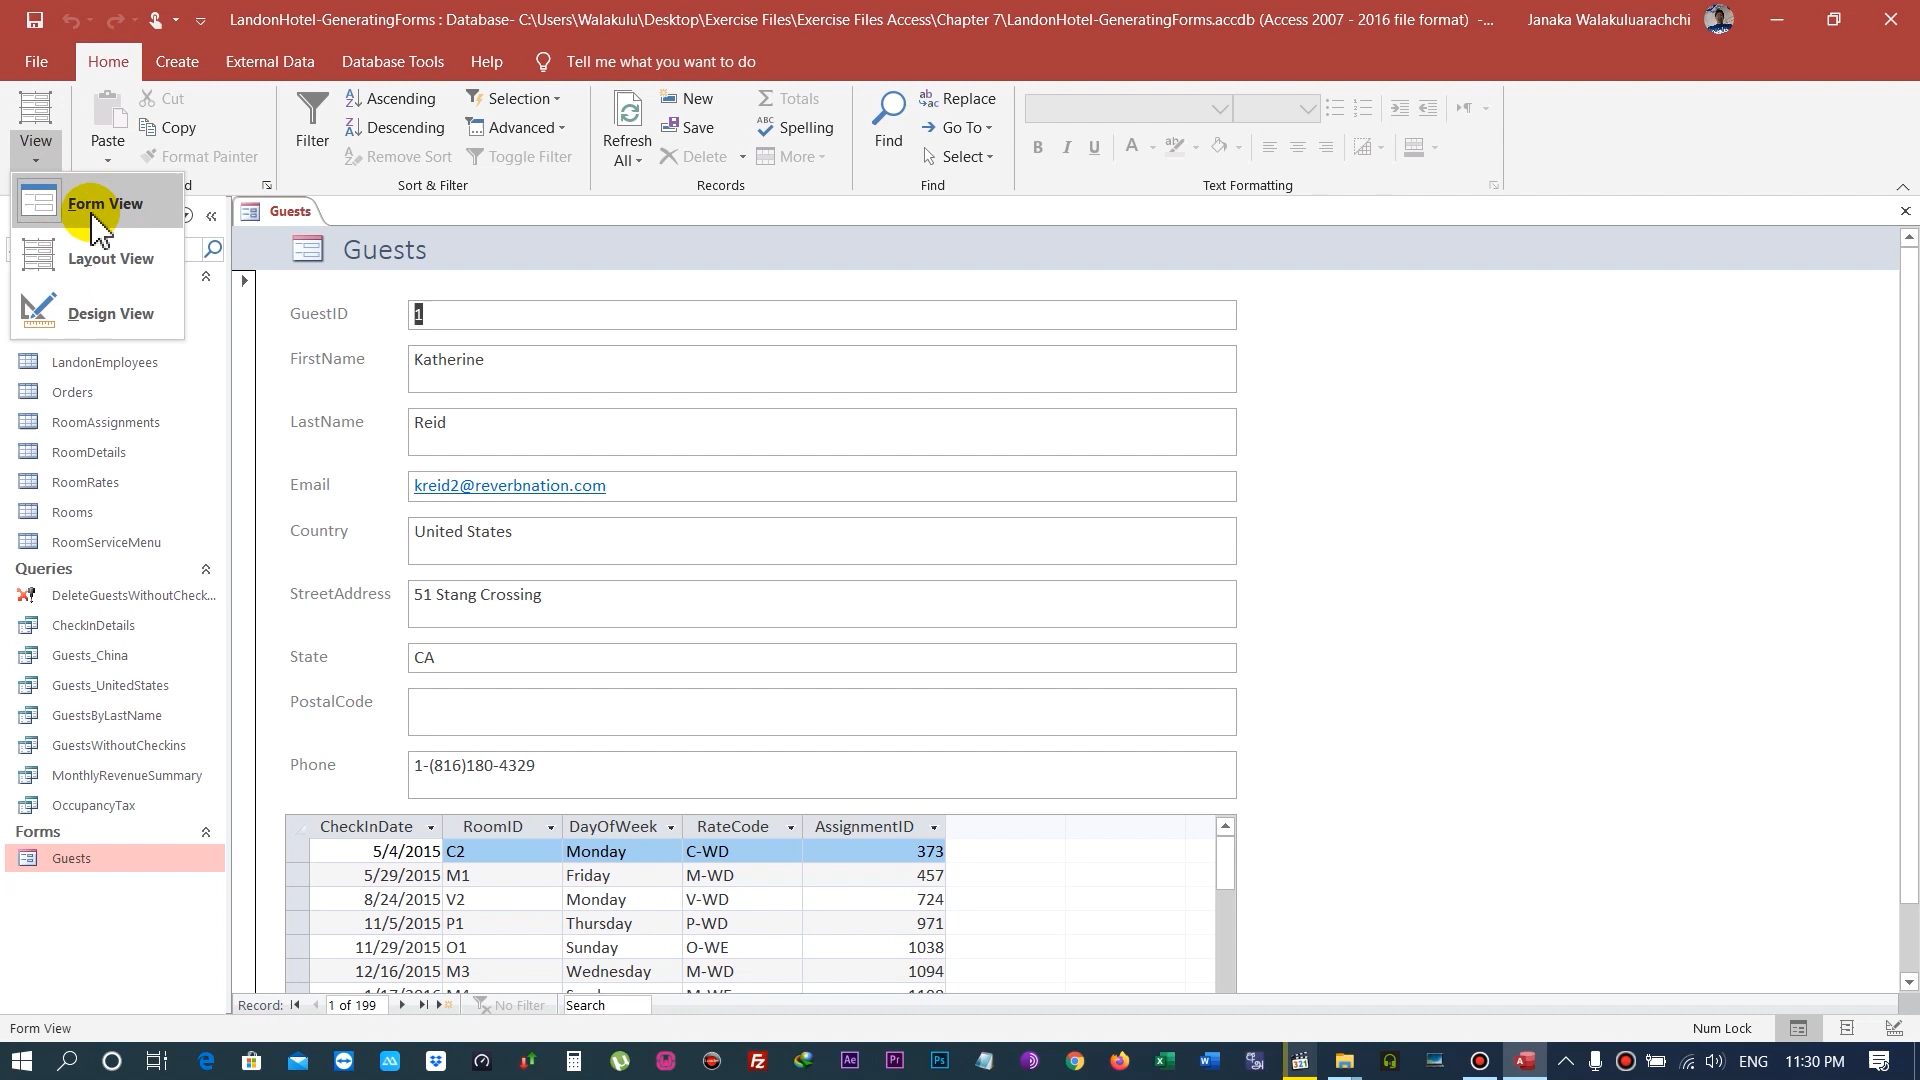 LandonHotel-GeneratingForms : Database- C:\Users\Walakulu\Desktop\Exercise Files\Exercise Files Access\Chapter 7\LandonHotel-GeneratingForms.accdb (Access 2007 - 2016 file format) -...
Janaka Walakuluarachchi
File
Home
Create
External Data
Database Tools
Help
Tell me what you want to do
View
Paste
Cut
Copy
Format Painter
Filter
Ascending
Descending
Remove Sort
Selection
Advanced
Toggle Filter
Sort & Filter
Refresh
All
New
Save
Delete
Totals
Spelling
More
Records
Find
Replace
Go To
Select
Find
B I U A
Text Formatting
Form View
Layout View
Design View
LandonEmployees
Orders
RoomAssignments
RoomDetails
RoomRates
Rooms
RoomServiceMenu
Queries
DeleteGuestsWithoutCheck...
CheckInDetails
Guests_China
Guests_UnitedStates
GuestsByLastName
GuestsWithoutCheckins
MonthlyRevenueSummary
OccupancyTax
Forms
Guests
Guests
Guests
GuestID 1
FirstName Katherine
LastName Reid
Email kreid2@reverbnation.com
Country United States
StreetAddress 51 Stang Crossing
State CA
PostalCode
Phone 1-(816)180-4329
CheckInDate RoomID DayOfWeek RateCode AssignmentID
5/4/2015 C2 Monday C-WD 373
5/29/2015 M1 Friday M-WD 457
8/24/2015 V2 Monday V-WD 724
11/5/2015 P1 Thursday P-WD 971
11/29/2015 O1 Sunday O-WE 1038
12/16/2015 M3 Wednesday M-WD 1094
Record: 1 of 199 No Filter Search
Form View
Num Lock
ENG 11:30 PM